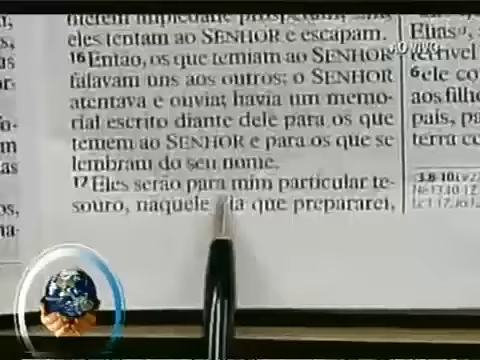 eles tentam ao SENHOR e escapam.
16 Então, os que temiam ao SENHOR
falavam uns aos outros; o SENHOR
atentava e ouvia; havia um memo-
rial escrito diante dele para os que
temem ao SENHOR e para os que se
lembram do seu nome.
17 Eles serão para mim particular te-
souro, naquele dia que prepararei,
Elias
AO VIVO
6 ele co
aos filho
pais, pa
terra co